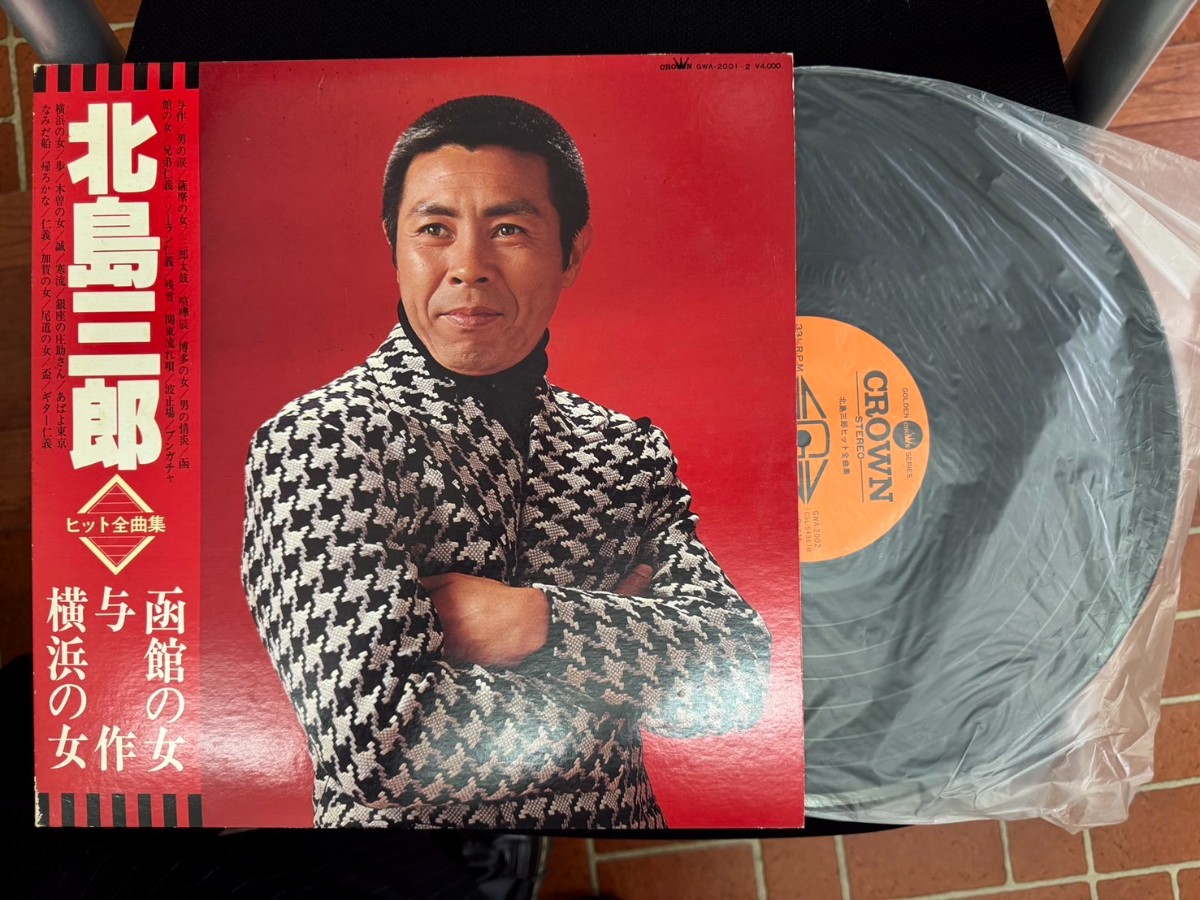 CROWN GWA-2001~2 ¥4,000
北島三郎
与作/男の涙/薩摩の女/三郎太鼓/喧嘩辰/博多の女/男の情炎/函
館の女/兄弟仁義/ソーラン仁義/残雪/関東流れ唄/波止場/ブンガチャ
横浜の女/歩/木曽の女/誠/寒流/銀座の庄助さん/あばよ東京
なみだ船/帰ろかな/仁義/加賀の女/尾道の女/盃/ギター仁義
ヒット全曲集
函館の女
与作
横浜の女
33⅓RPM
GOLDEN CROWN SERIES
CROWN
STEREO
北島三郎ヒット全曲集
GWA-2002